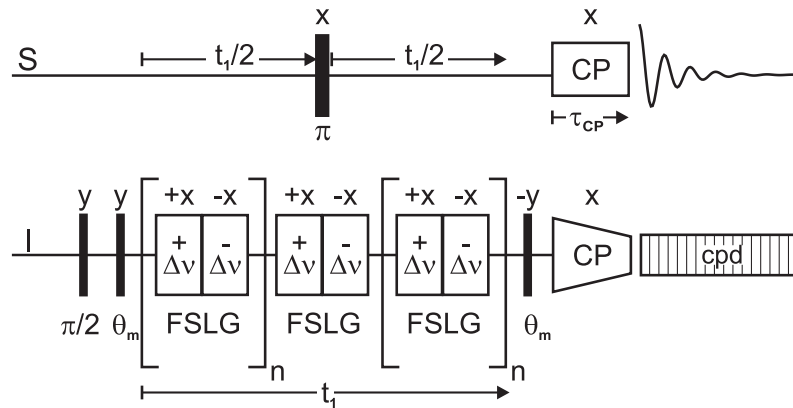 x x
S t₁/2 t₁/2 CP
π τCP
y y +x -x +x -x +x -x -y x
I + Δν - Δν + Δν - Δν + Δν - Δν CP cpd
π/2 θm FSLG FSLG FSLG θm
n n
t₁